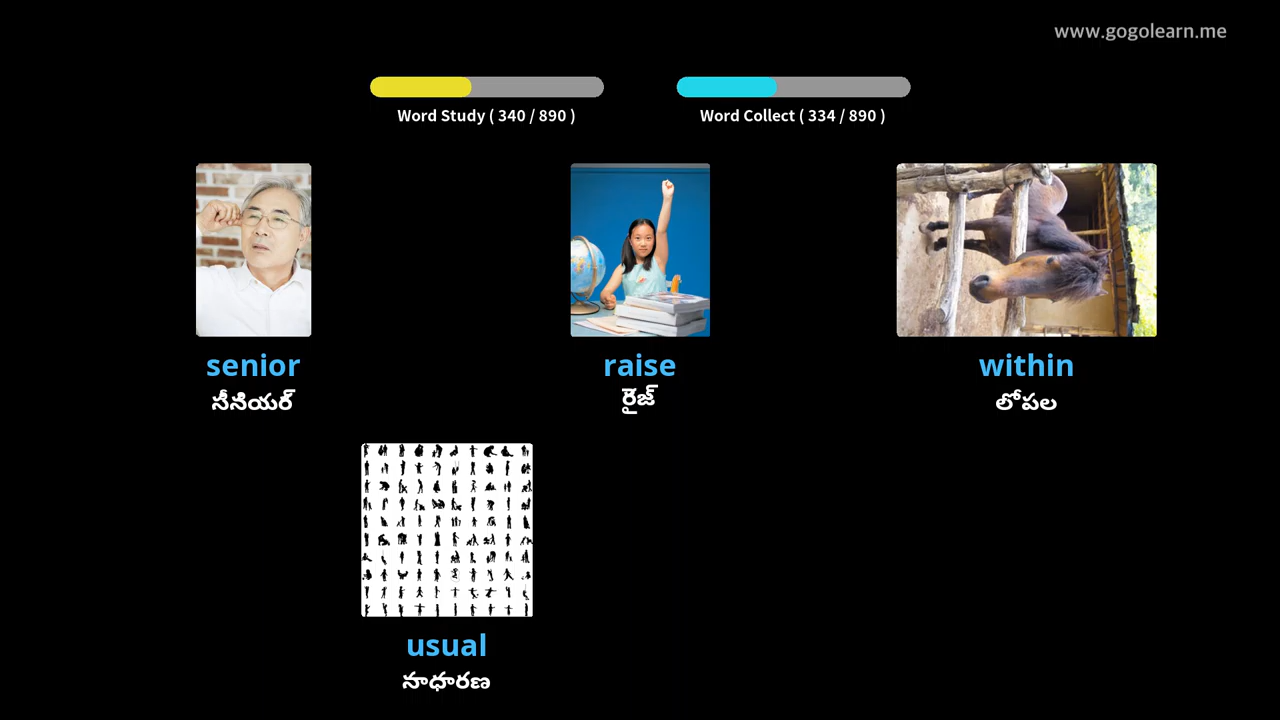 www.gogolearn.me
Word Study ( 340 / 890 )
Word Collect ( 334 / 890 )
senior
సీనియర్
raise
రైజ్
within
లోపల
usual
సాధారణ